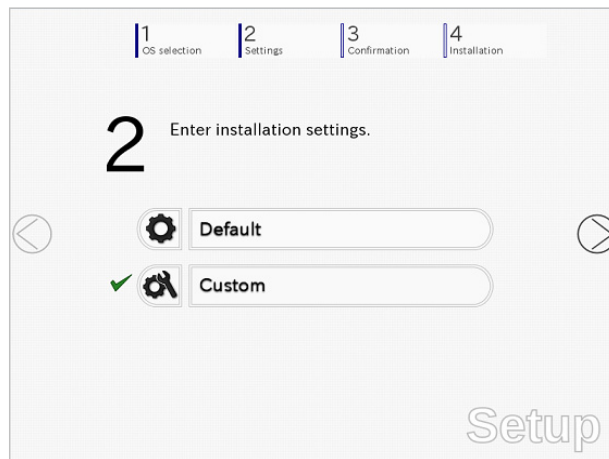 1
OS selection
2
Settings
3
Confirmation
4
Installation
2
Enter installation settings.
Default
Custom
Setup